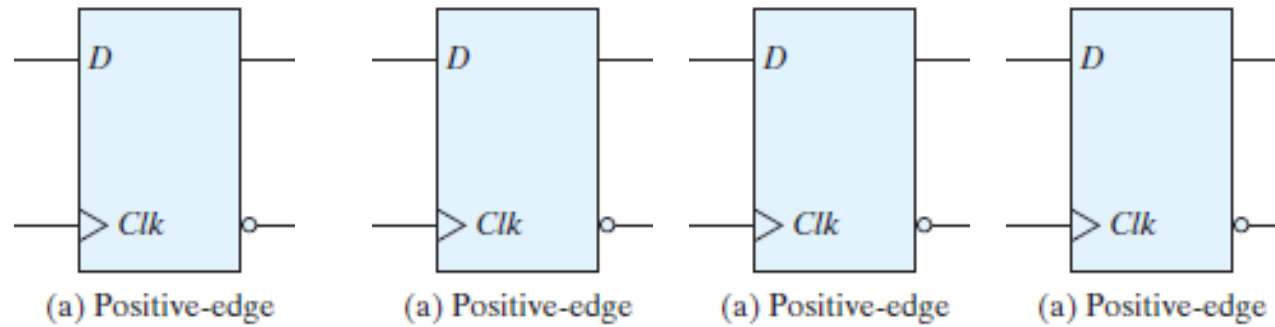 D D D D
Clk Clk Clk Clk
(a) Positive-edge (a) Positive-edge (a) Positive-edge (a) Positive-edge